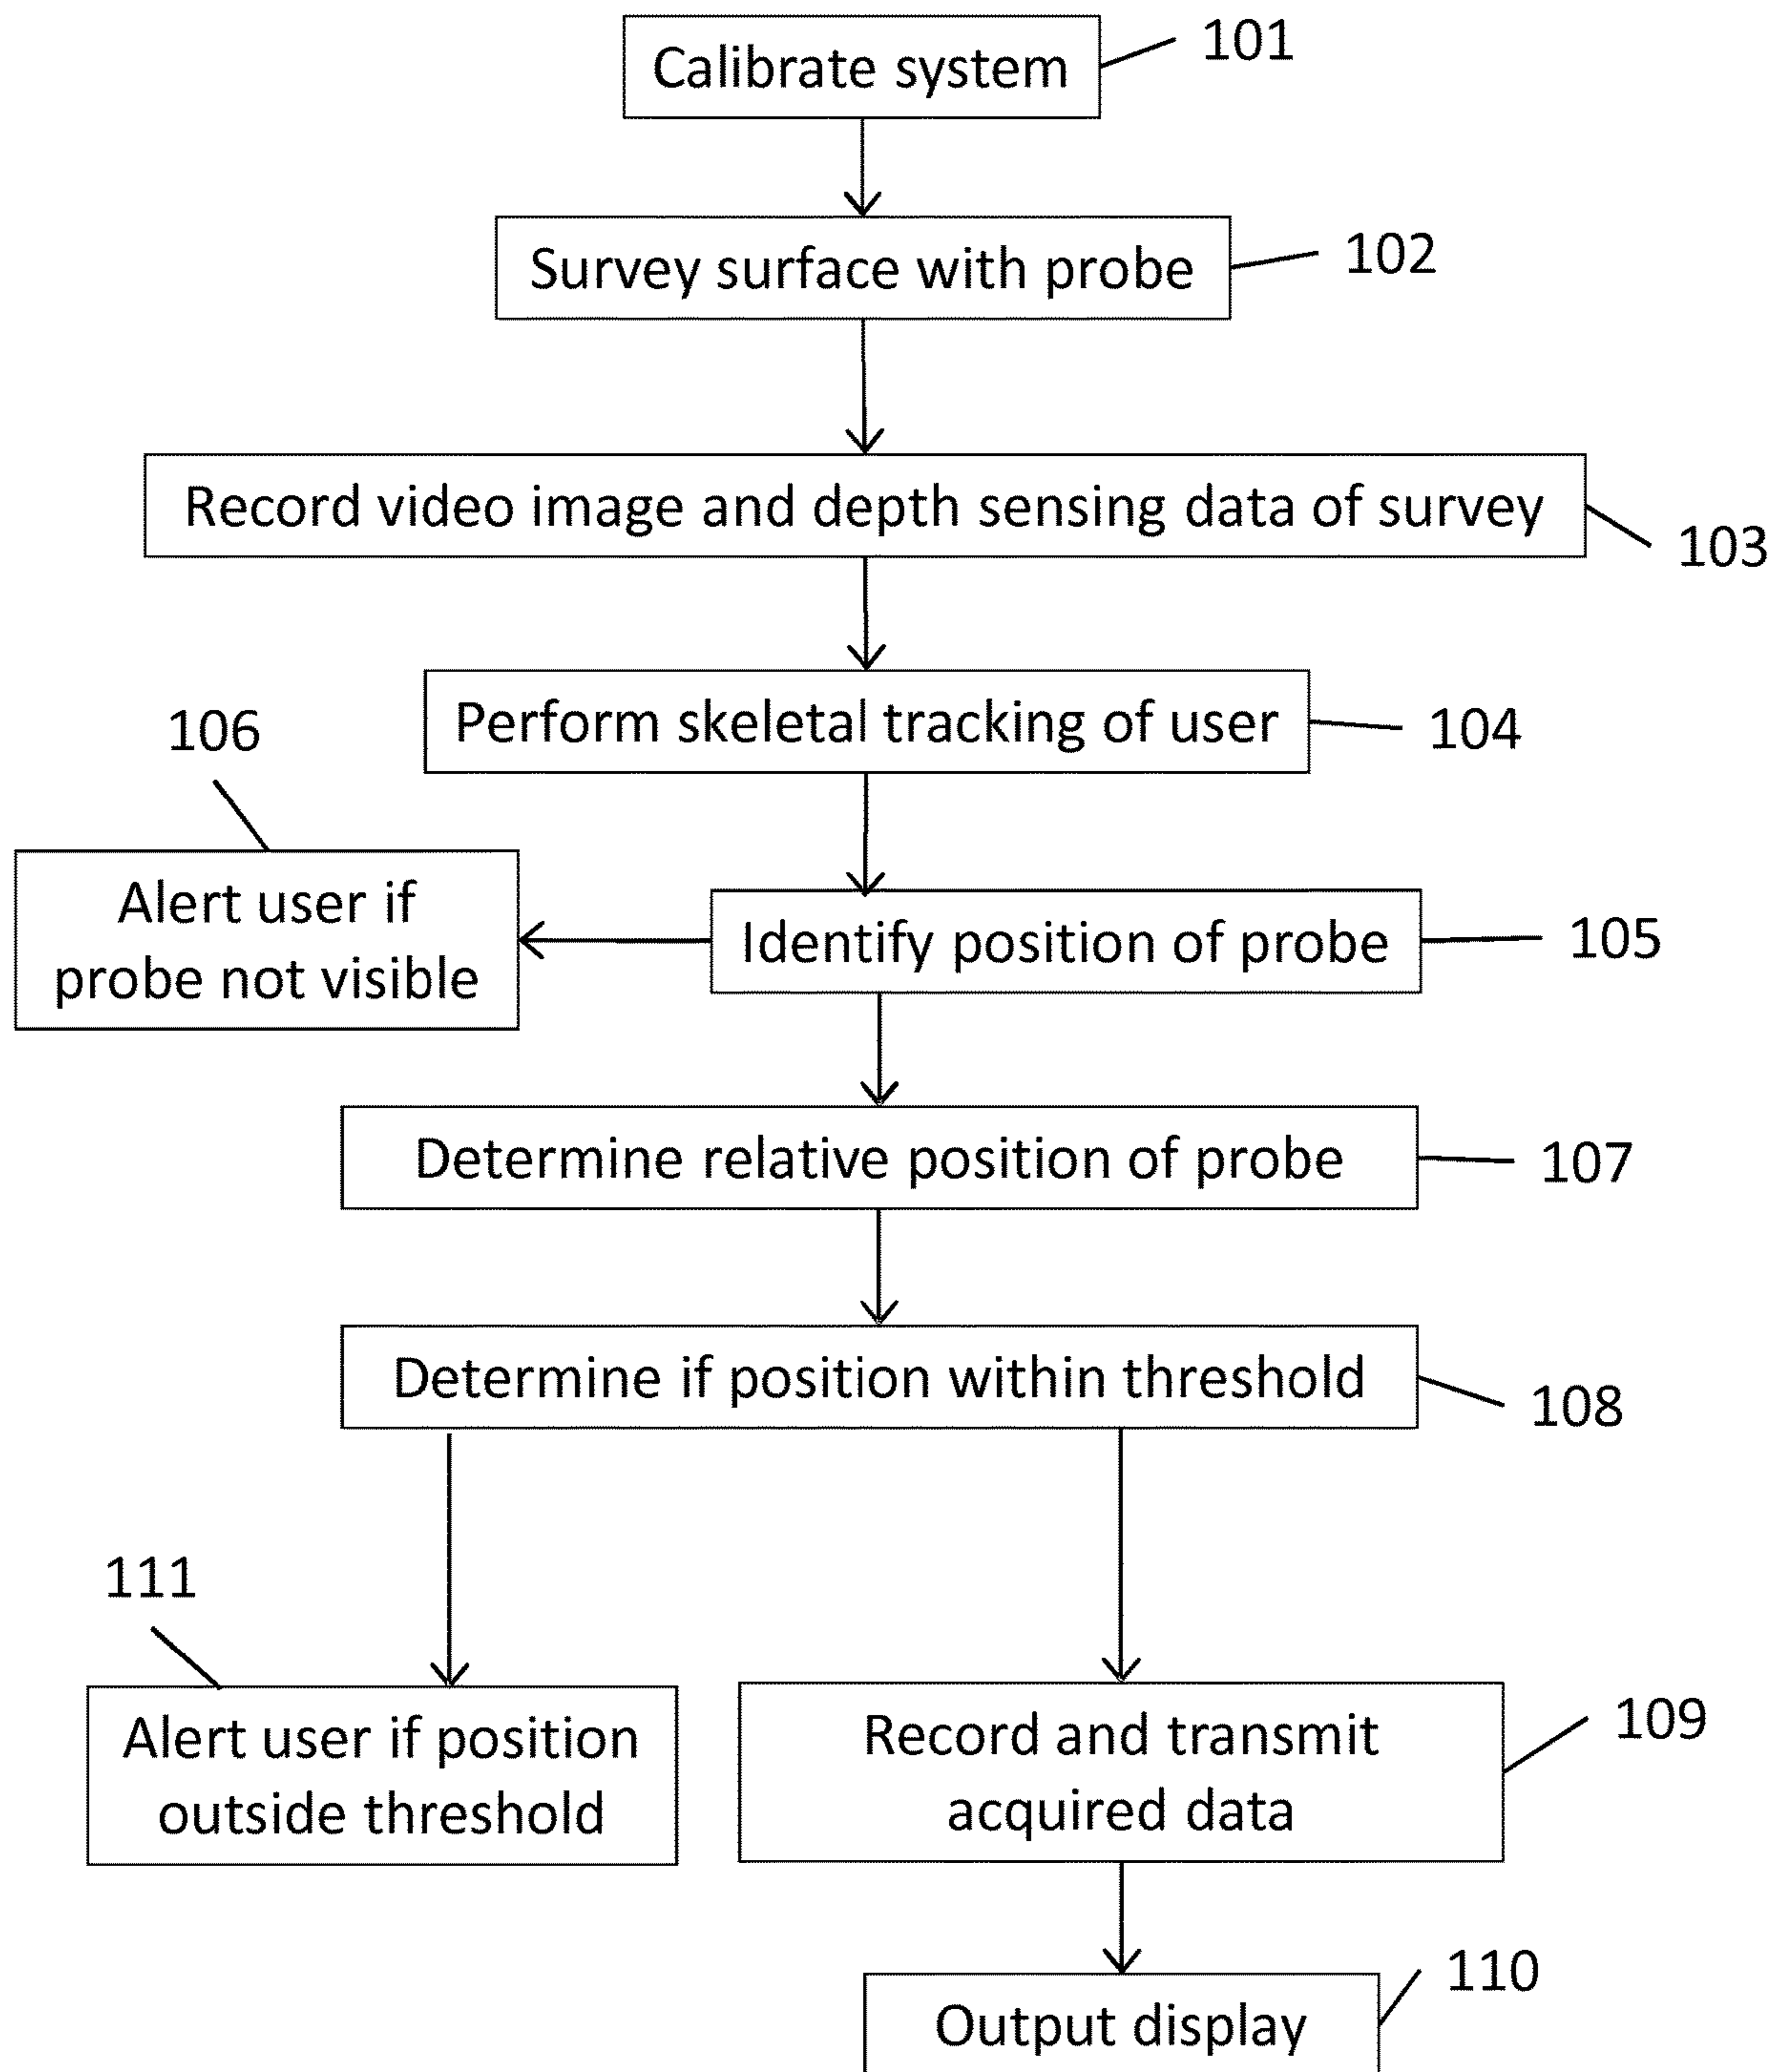 Calibrate system
101
Survey surface with probe
102
Record video image and depth sensing data of survey
103
Perform skeletal tracking of user
104
106
Alert user if
probe not visible
Identify position of probe
105
Determine relative position of probe
107
Determine if position within threshold
108
111
Alert user if position
outside threshold
Record and transmit
acquired data
109
Output display
110